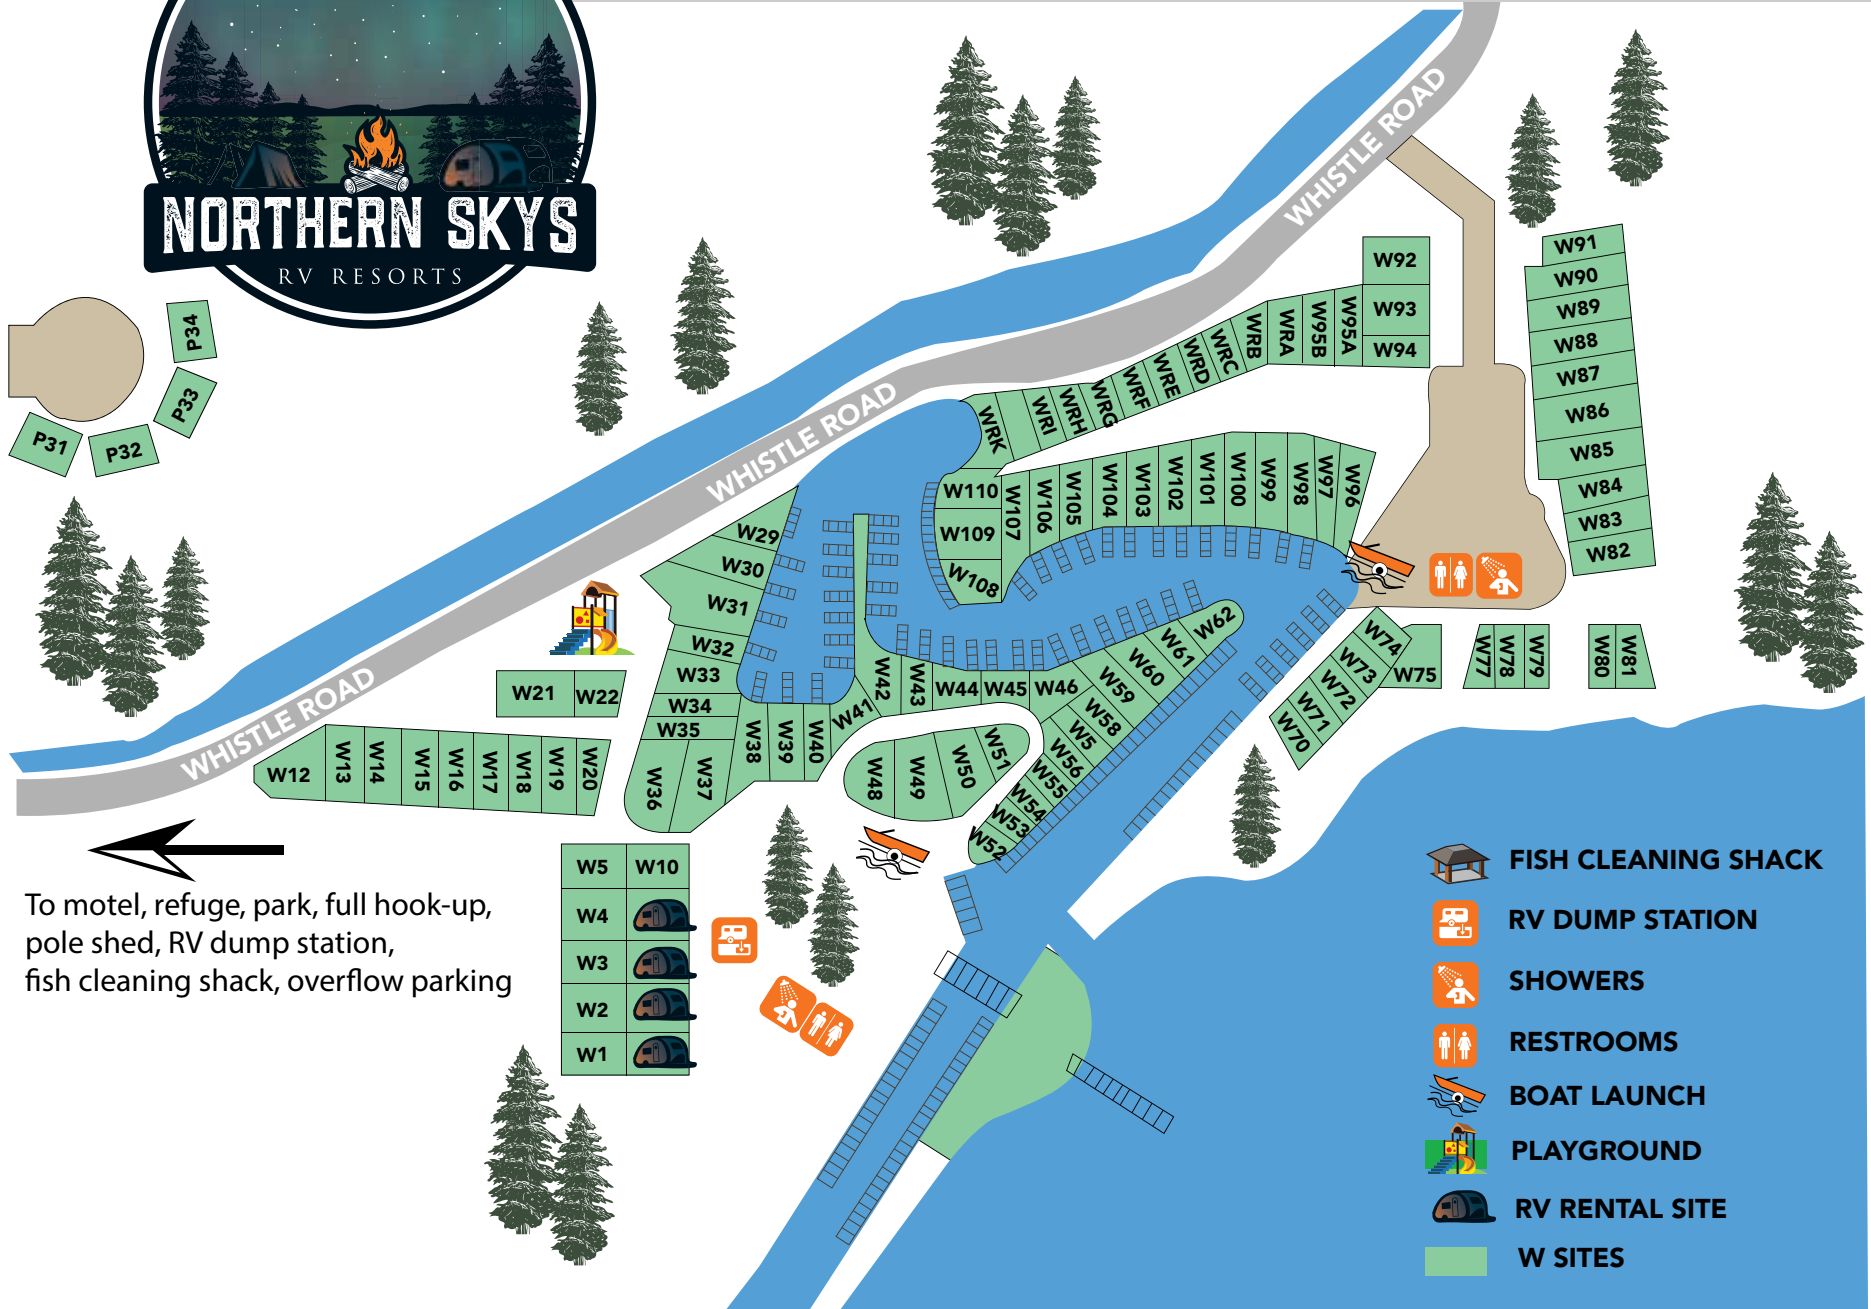 NORTHERN SKYS
RV RESORTS
WHISTLE ROAD
WHISTLE ROAD
WHISTLE ROAD
P34
P33
P32
P31
W92
W93
W94
W95A
W95B
WRA
WRB
WRC
WRD
WRE
WRF
WRG
WRH
WRI
WRK
W91
W90
W89
W88
W87
W86
W85
W84
W83
W82
W110
W109
W108
W107
W106
W105
W104
W103
W102
W101
W100
W99
W98
W97
W96
W29
W30
W31
W32
W33
W34
W35
W36
W37
W38
W39
W40
W41
W42
W43
W44
W45
W46
W62
W61
W60
W59
W58
W5
W56
W55
W54
W53
W52
W51
W50
W49
W48
W74
W73
W72
W71
W70
W75
W77
W78
W79
W80
W81
W21
W22
W12
W13
W14
W15
W16
W17
W18
W19
W20
W5
W10
W4
W3
W2
W1
To motel, refuge, park, full hook-up,
pole shed, RV dump station,
fish cleaning shack, overflow parking
FISH CLEANING SHACK
RV DUMP STATION
SHOWERS
RESTROOMS
BOAT LAUNCH
PLAYGROUND
RV RENTAL SITE
W SITES